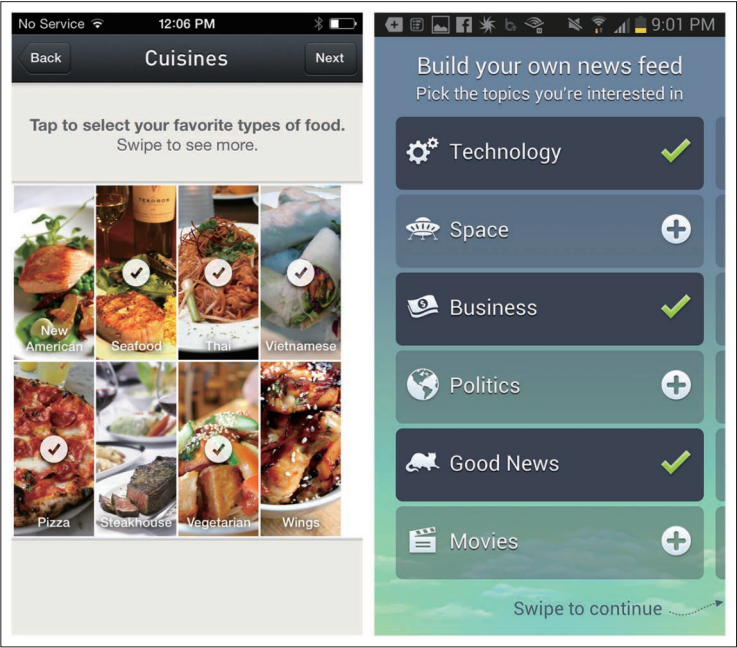 No Service 12:06 PM
Back Cuisines Next
Tap to select your favorite types of food.
Swipe to see more.
New
American Seafood Thai Vietnamese
Pizza Steakhouse Vegetarian Wings
9:01 PM
Build your own news feed
Pick the topics you're interested in
Technology
Space
Business
Politics
Good News
Movies
Swipe to continue